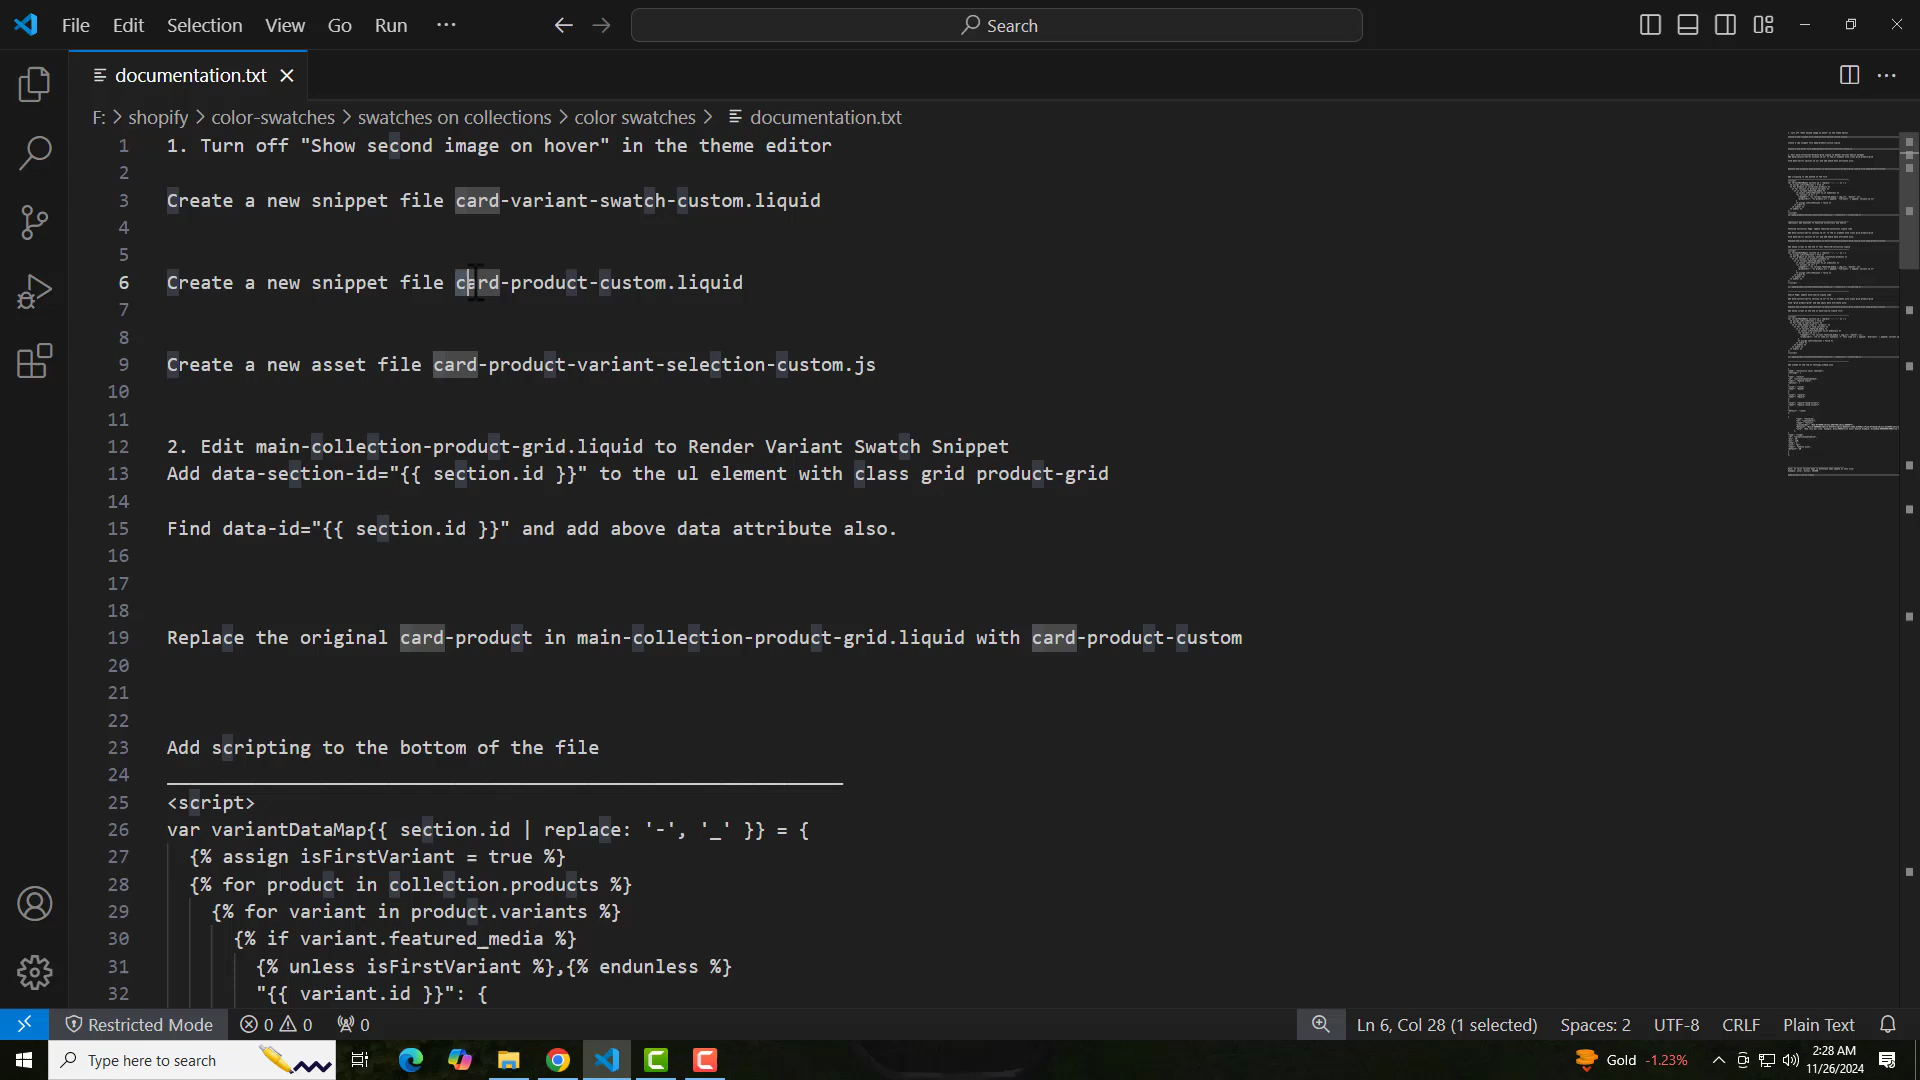 File Edit Selection View Go Run ··· Search
documentation.txt
F: > shopify > color-swatches > swatches on collections > color swatches > documentation.txt
1 1. Turn off "Show second image on hover" in the theme editor
2
3 Create a new snippet file card-variant-swatch-custom.liquid
4
5
6 Create a new snippet file card-product-custom.liquid
7
8
9 Create a new asset file card-product-variant-selection-custom.js
10
11
12 2. Edit main-collection-product-grid.liquid to Render Variant Swatch Snippet
13 Add data-section-id="{{ section.id }}" to the ul element with class grid product-grid
14
15 Find data-id="{{ section.id }}" and add above data attribute also.
16
17
18
19 Replace the original card-product in main-collection-product-grid.liquid with card-product-custom
20
21
22
23 Add scripting to the bottom of the file
24 _____________________________________________________________
25 <script>
26 var variantDataMap{{ section.id | replace: '-', '_' }} = {
27 {% assign isFirstVariant = true %}
28 {% for product in collection.products %}
29 {% for variant in product.variants %}
30 {% if variant.featured_media %}
31 {% unless isFirstVariant %},{% endunless %}
32 "{{ variant.id }}": {
Restricted Mode 0 0 0 Ln 6, Col 28 (1 selected) Spaces: 2 UTF-8 CRLF Plain Text
Type here to search Gold -1.23% 2:28 AM
11/26/2024